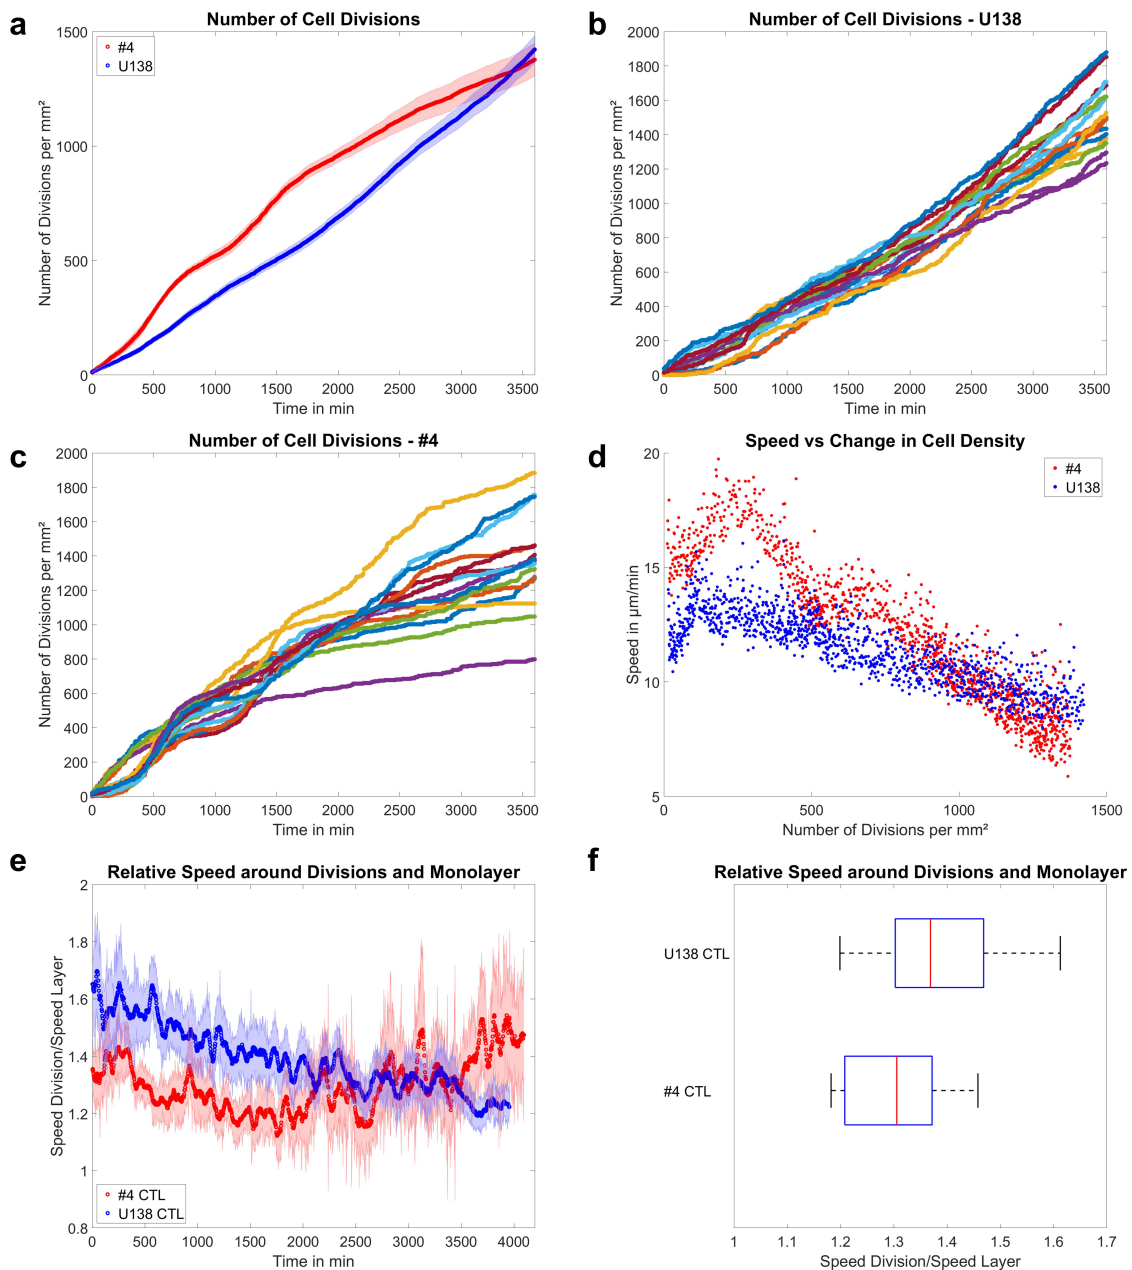 a
Number of Cell Divisions
1500
1000
500
0
#4
U138
Number of Divisions per mm²
0 500 1000 1500 2000 2500 3000 3500
Time in min
b
Number of Cell Divisions - U138
2000
1800
1600
1400
1200
1000
800
600
400
200
0
Number of Divisions per mm²
0 500 1000 1500 2000 2500 3000 3500
Time in min
c
Number of Cell Divisions - #4
2000
1800
1600
1400
1200
1000
800
600
400
200
0
Number of Divisions per mm²
0 500 1000 1500 2000 2500 3000 3500
Time in min
d
Speed vs Change in Cell Density
20
15
10
5
#4
U138
Speed in µm/min
0 500 1000 1500
Number of Divisions per mm²
e
Relative Speed around Divisions and Monolayer
2
1.8
1.6
1.4
1.2
1
0.8
Speed Division/Speed Layer
#4 CTL
U138 CTL
0 500 1000 1500 2000 2500 3000 3500 4000
Time in min
f
Relative Speed around Divisions and Monolayer
U138 CTL
#4 CTL
1 1.1 1.2 1.3 1.4 1.5 1.6 1.7
Speed Division/Speed Layer